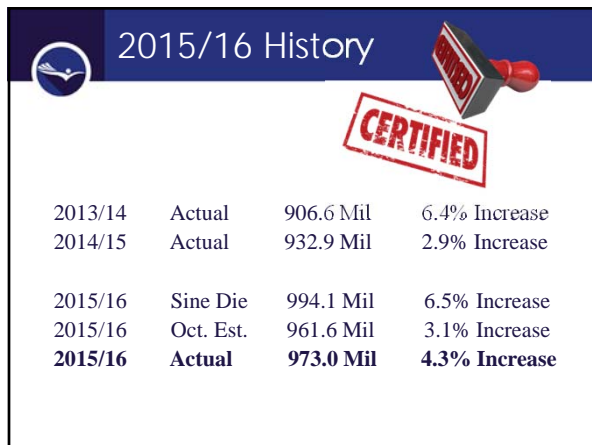 2015/16 History
CERTIFIED
CERTIFIED
2013/14 Actual 906.6 Mil 6.4% Increase
2014/15 Actual 932.9 Mil 2.9% Increase
2015/16 Sine Die 994.1 Mil 6.5% Increase
2015/16 Oct. Est. 961.6 Mil 3.1% Increase
2015/16 Actual 973.0 Mil 4.3% Increase